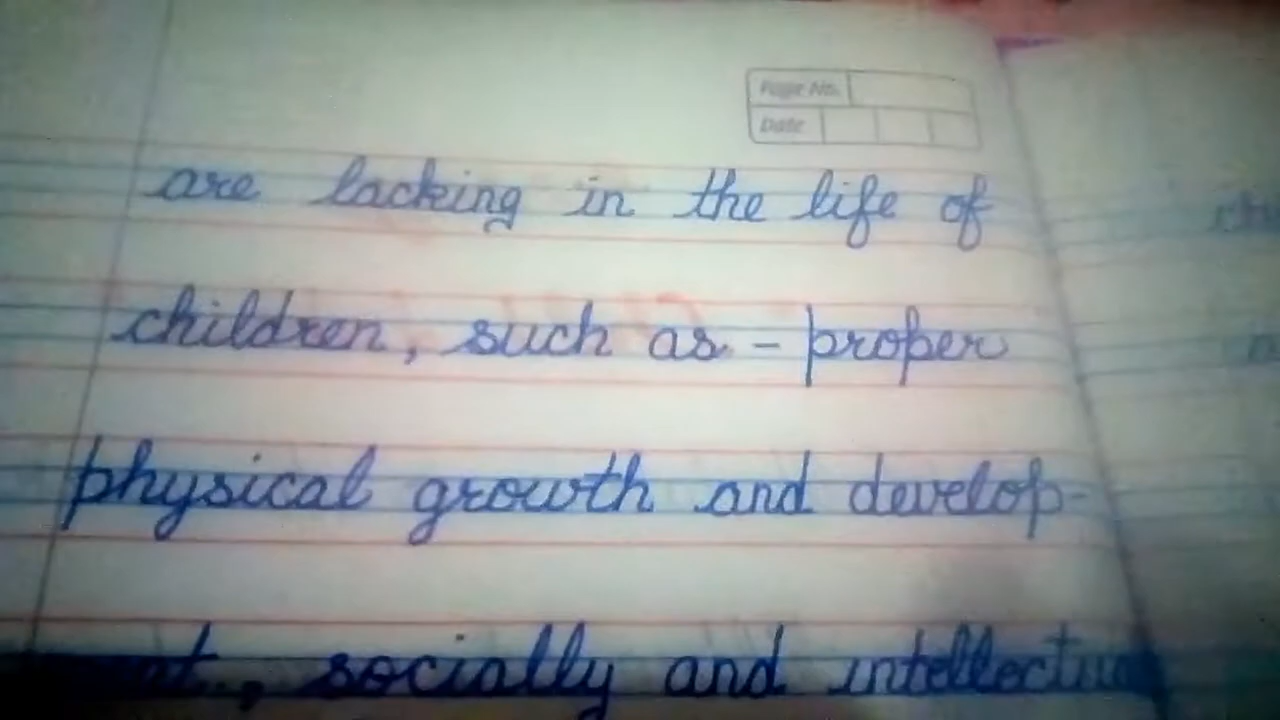 Page No.
Date
are lacking in the life of
children, such as - proper
physical growth and develop-
socially and